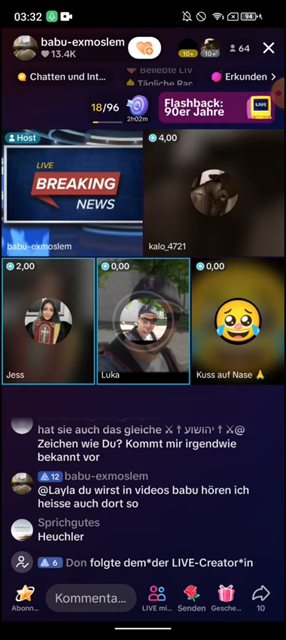 03:32
94
babu-exmoslem
13.4K
10+
10+
64
Chatten und Int...
Beliebte LIV
Tägliche Ran
Erkunden
18/96
2h02m
Flashback:
90er Jahre
LIVE
Host
LIVE
BREAKING
NEWS
babu-exmoslem
4,00
kalo_4721
2,00
Jess
0,00
Luka
0,00
Kuss auf Nase 🙏
hat sie auch das gleiche ⚔ † יהושוע † ⚔@
Zeichen wie Du? Kommt mir irgendwie
bekannt vor
12 babu-exmoslem
@Layla du wirst in videos babu hören ich
heisse auch dort so
Sprichgutes
Heuchler
6 Don folgte dem*der LIVE-Creator*in
Kommenta...
Abonn...
LIVE mi...
Senden
Gesche...
10